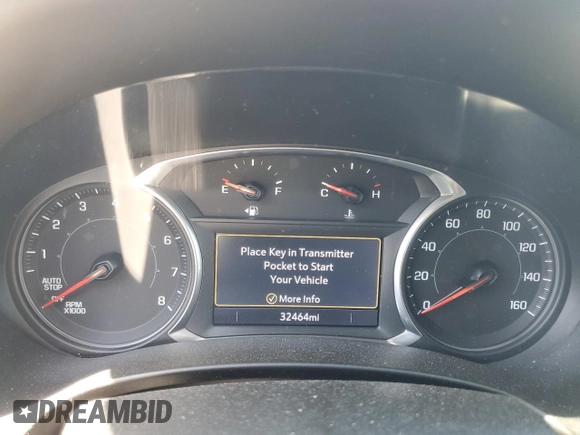 E F C H
Place Key in Transmitter
Pocket to Start
Your Vehicle
More Info
32464mi
1 2 3 4 5 6 7 8
AUTO
STOP
OFF
RPM
X1000
0 20 40 60 80 100 120 140 160
DREAMBID